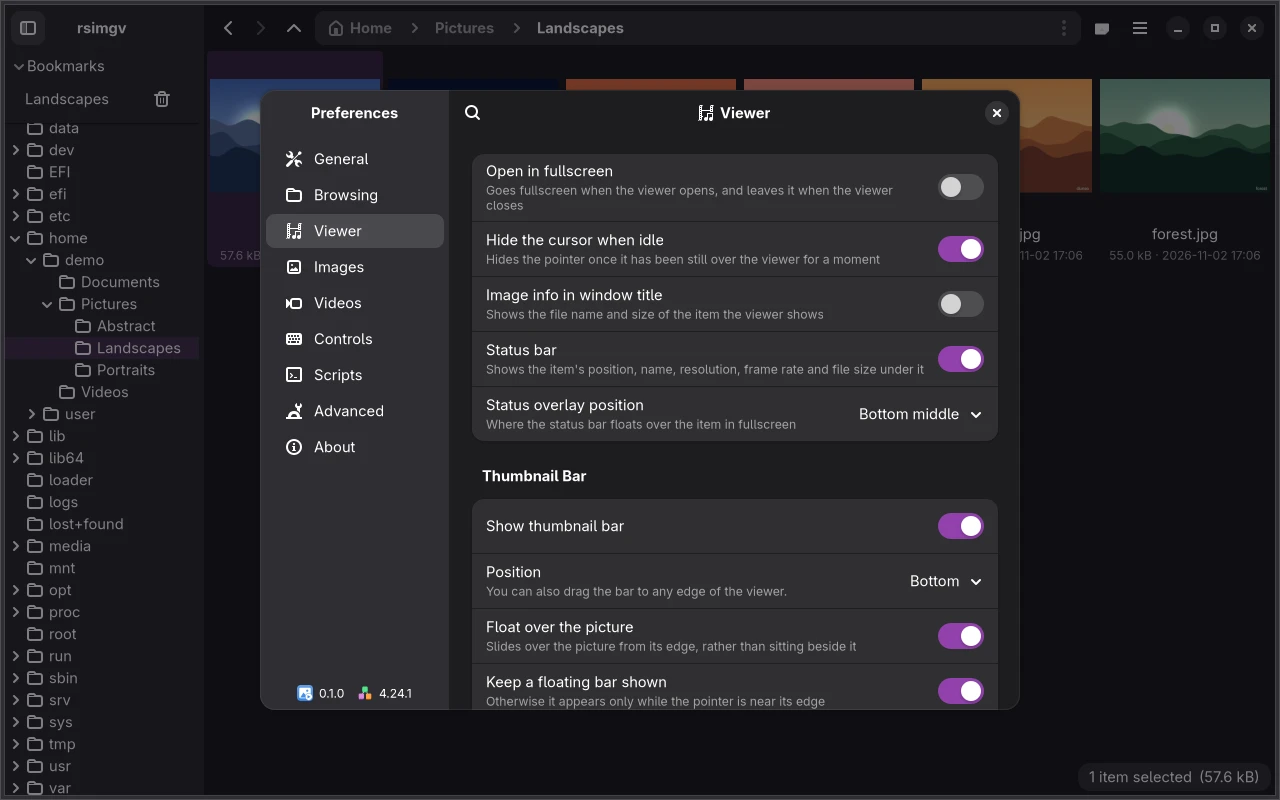 rsimgv
Home
Pictures
Landscapes
Bookmarks
Landscapes
data
dev
EFI
efi
etc
home
demo
Documents
Pictures
Abstract
Landscapes
Portraits
Videos
user
lib
lib64
loader
logs
lost+found
media
mnt
opt
proc
root
run
sbin
srv
sys
tmp
usr
var
57.6 kB
jpg
11-02 17:06
forest.jpg
55.0 kB · 2026-11-02 17:06
Preferences
General
Browsing
Viewer
Images
Videos
Controls
Scripts
Advanced
About
0.1.0
4.24.1
Viewer
Open in fullscreen
Goes fullscreen when the viewer opens, and leaves it when the viewer
closes
Hide the cursor when idle
Hides the pointer once it has been still over the viewer for a moment
Image info in window title
Shows the file name and size of the item the viewer shows
Status bar
Shows the item's position, name, resolution, frame rate and file size under it
Status overlay position
Where the status bar floats over the item in fullscreen
Bottom middle
Thumbnail Bar
Show thumbnail bar
Position
You can also drag the bar to any edge of the viewer.
Bottom
Float over the picture
Slides over the picture from its edge, rather than sitting beside it
Keep a floating bar shown
Otherwise it appears only while the pointer is near its edge
1 item selected (57.6 kB)